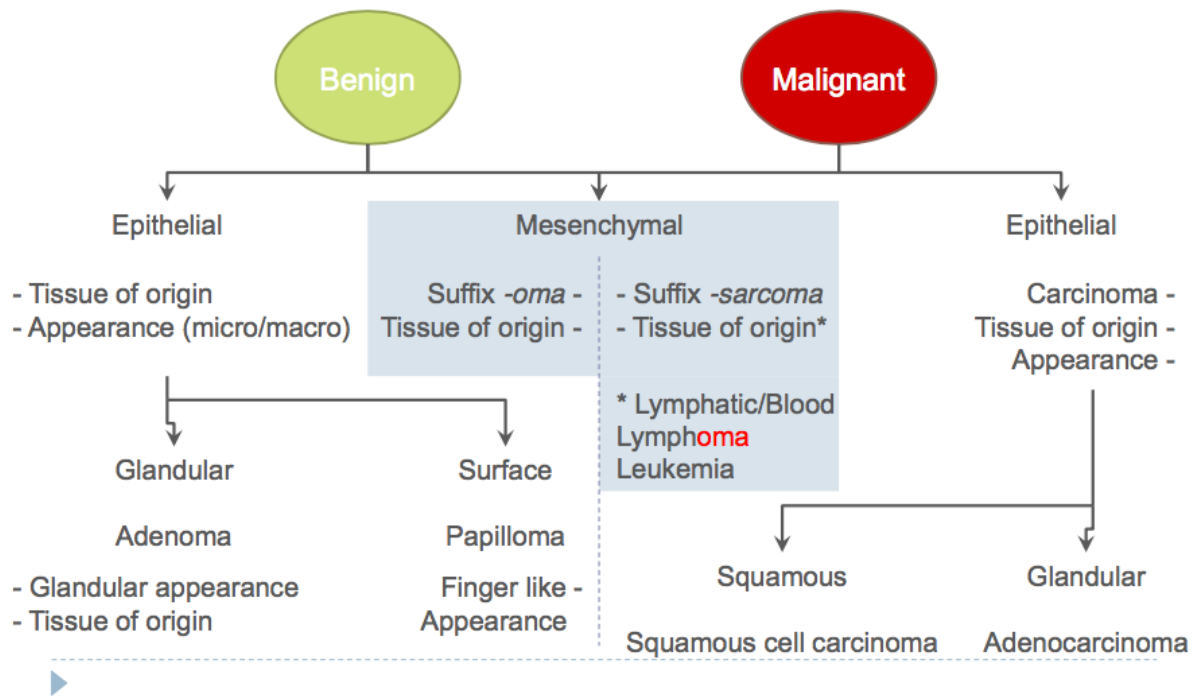 Benign
Malignant
Epithelial
- Tissue of origin
- Appearance (micro/macro)
Mesenchymal
Suffix -oma -
Tissue of origin -
- Suffix -sarcoma
- Tissue of origin*
* Lymphatic/Blood
Lymphoma
Leukemia
Epithelial
Carcinoma -
Tissue of origin -
Appearance -
Glandular
Adenoma
- Glandular appearance
- Tissue of origin
Surface
Papilloma
Finger like -
Appearance
Squamous
Squamous cell carcinoma
Glandular
Adenocarcinoma